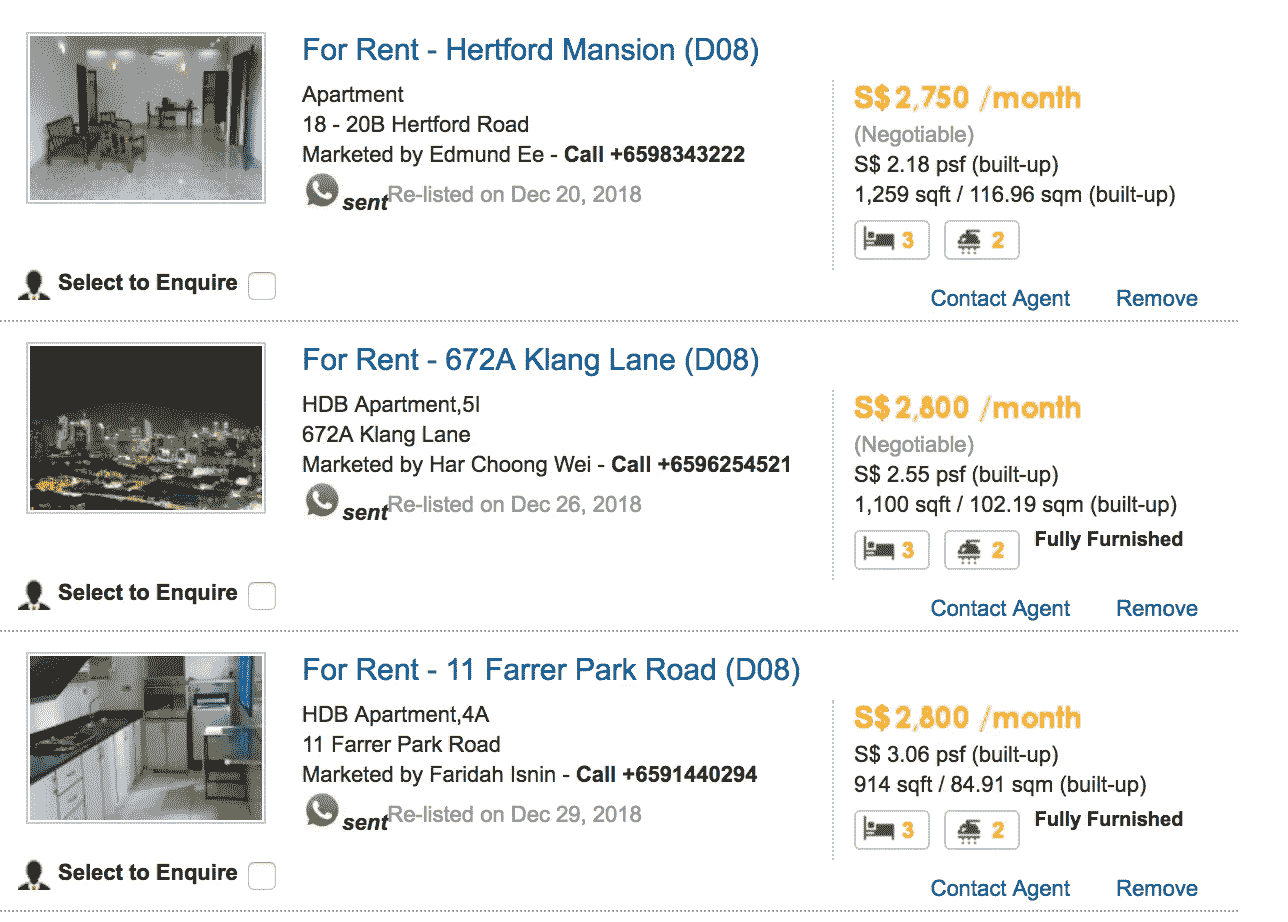 For Rent - Hertford Mansion (D08)
Apartment
18 - 20B Hertford Road
Marketed by Edmund Ee - Call +6598343222
sent Re-listed on Dec 20, 2018
S$ 2,750 /month
(Negotiable)
S$ 2.18 psf (built-up)
1,259 sqft / 116.96 sqm (built-up)
3 2
Select to Enquire
Contact Agent Remove
For Rent - 672A Klang Lane (D08)
HDB Apartment,5I
672A Klang Lane
Marketed by Har Choong Wei - Call +6596254521
sent Re-listed on Dec 26, 2018
S$ 2,800 /month
(Negotiable)
S$ 2.55 psf (built-up)
1,100 sqft / 102.19 sqm (built-up)
3 2 Fully Furnished
Select to Enquire
Contact Agent Remove
For Rent - 11 Farrer Park Road (D08)
HDB Apartment,4A
11 Farrer Park Road
Marketed by Faridah Isnin - Call +6591440294
sent Re-listed on Dec 29, 2018
S$ 2,800 /month
S$ 3.06 psf (built-up)
914 sqft / 84.91 sqm (built-up)
3 2 Fully Furnished
Select to Enquire
Contact Agent Remove